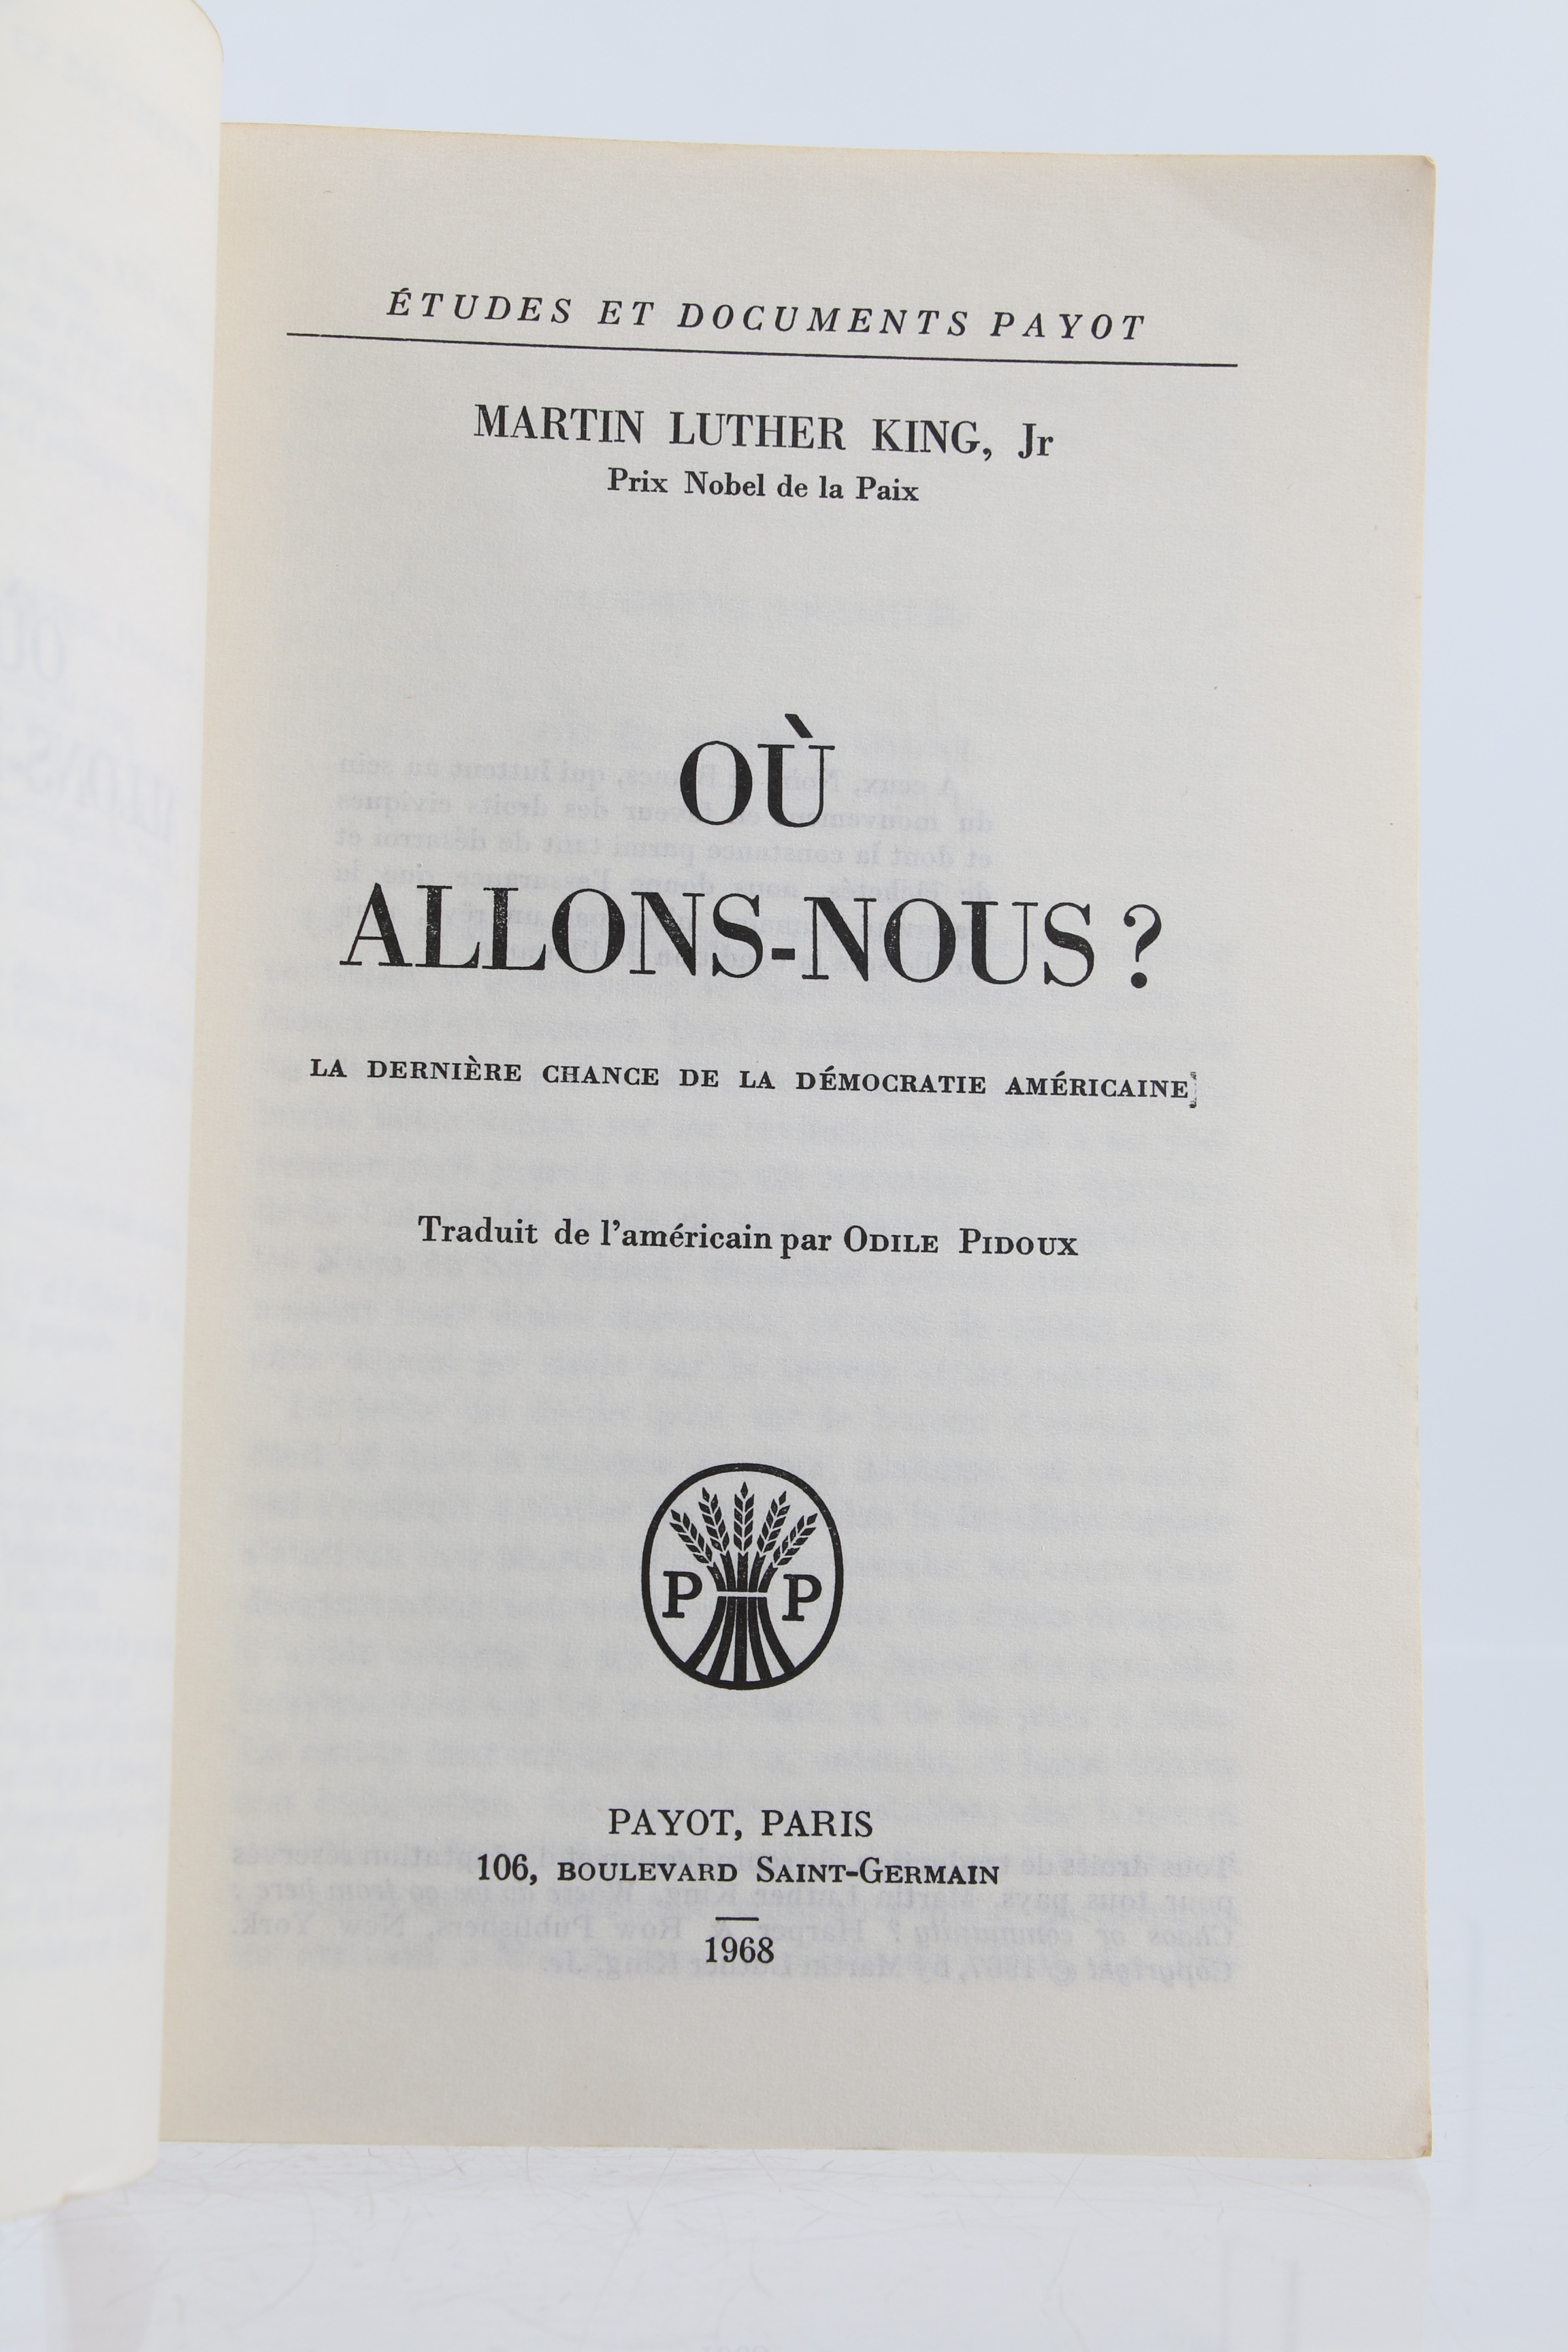 ÉTUDES ET DOCUMENTS PAYOT
MARTIN LUTHER KING, Jr
Prix Nobel de la Paix
OÙ
ALLONS-NOUS ?
LA DERNIÈRE CHANCE DE LA DÉMOCRATIE AMÉRICAINE
Traduit de l'américain par ODILE PIDOUX
P P
PAYOT, PARIS
106, BOULEVARD SAINT-GERMAIN
1968